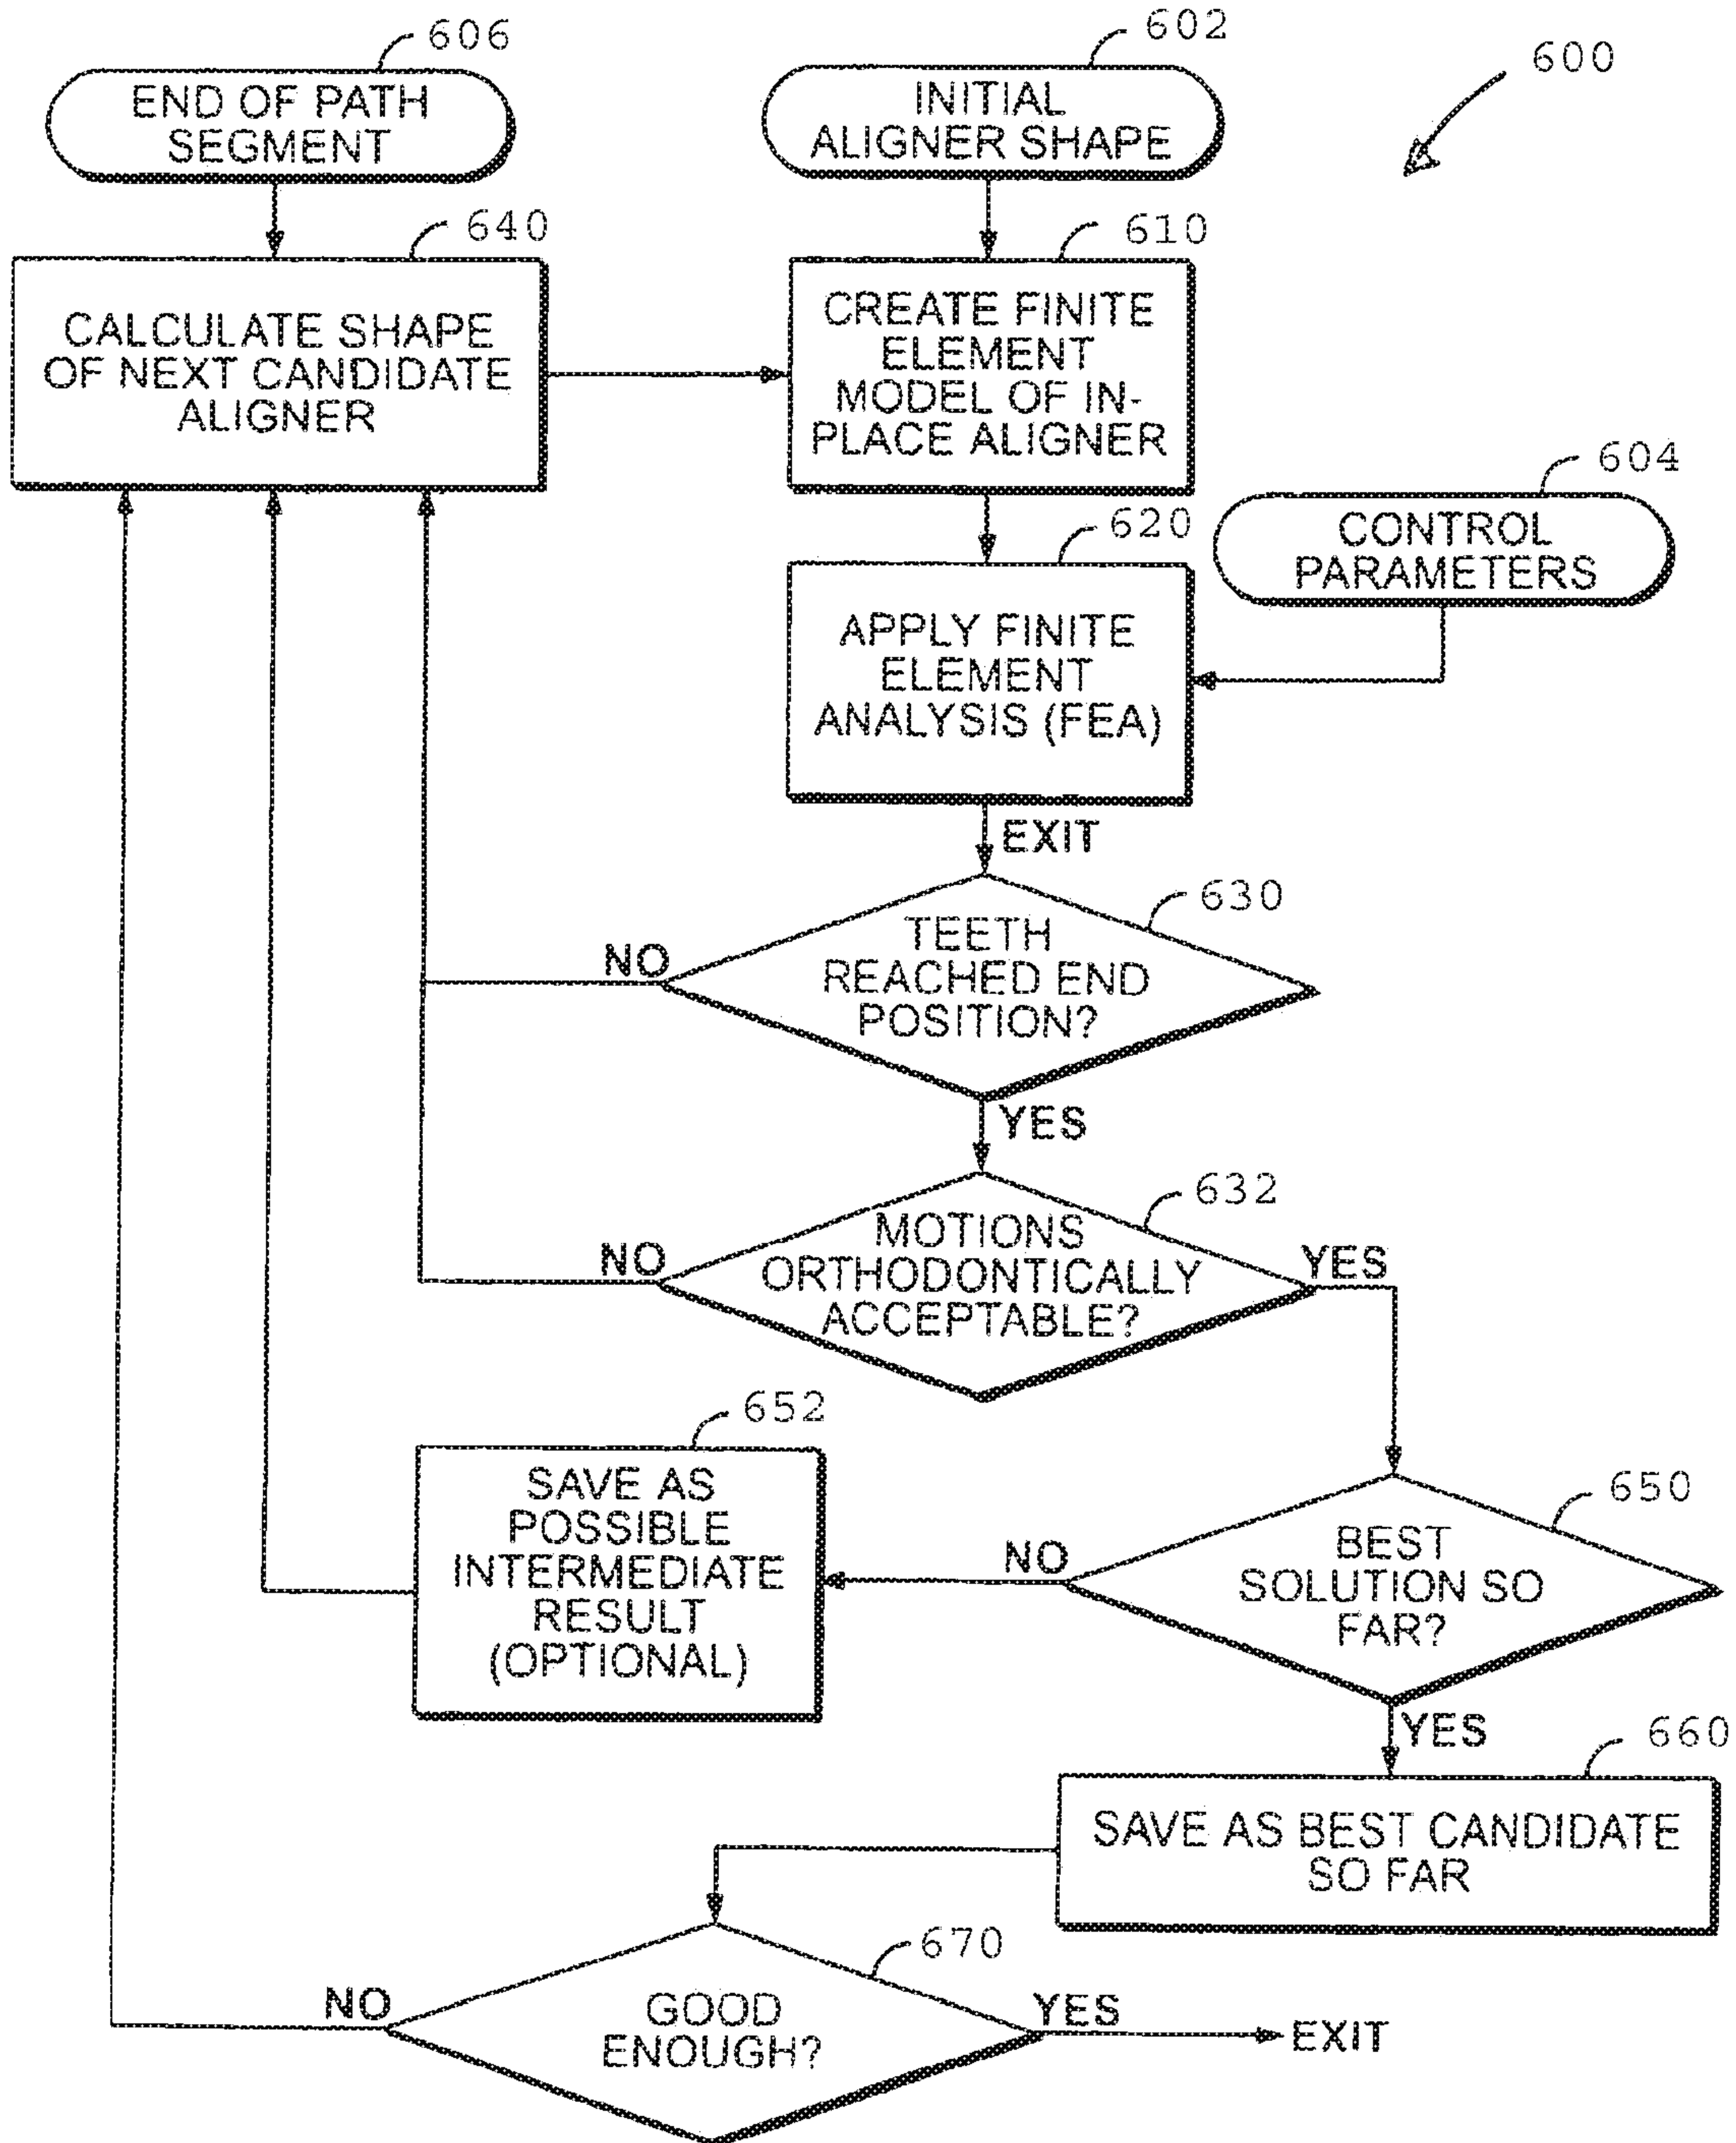 606
END OF PATH
SEGMENT
602
INITIAL
ALIGNER SHAPE
600
640
CALCULATE SHAPE
OF NEXT CANDIDATE
ALIGNER
610
CREATE FINITE
ELEMENT
MODEL OF IN-
PLACE ALIGNER
604
CONTROL
PARAMETERS
620
APPLY FINITE
ELEMENT
ANALYSIS (FEA)
EXIT
630
TEETH
REACHED END
POSITION?
NO
YES
632
MOTIONS
ORTHODONTICALLY
ACCEPTABLE?
NO
YES
652
SAVE AS
POSSIBLE
INTERMEDIATE
RESULT
(OPTIONAL)
650
BEST
SOLUTION SO
FAR?
NO
YES
660
SAVE AS BEST CANDIDATE
SO FAR
670
GOOD
ENOUGH?
NO
YES
EXIT